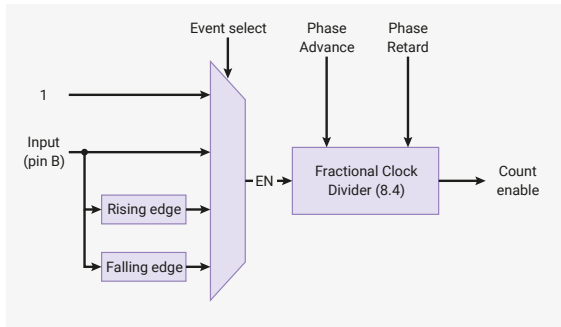 Event select
Phase
Advance
Phase
Retard
1
Input
(pin B)
EN
Fractional Clock
Divider (8.4)
Count
enable
Rising edge
Falling edge